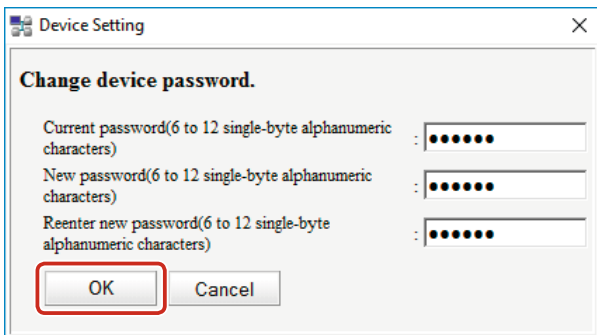 Device Setting
Change device password.
Current password(6 to 12 single-byte alphanumeric
characters)
: ●●●●●●
New password(6 to 12 single-byte alphanumeric
characters)
: ●●●●●●
Reenter new password(6 to 12 single-byte
alphanumeric characters)
: ●●●●●●
OK Cancel